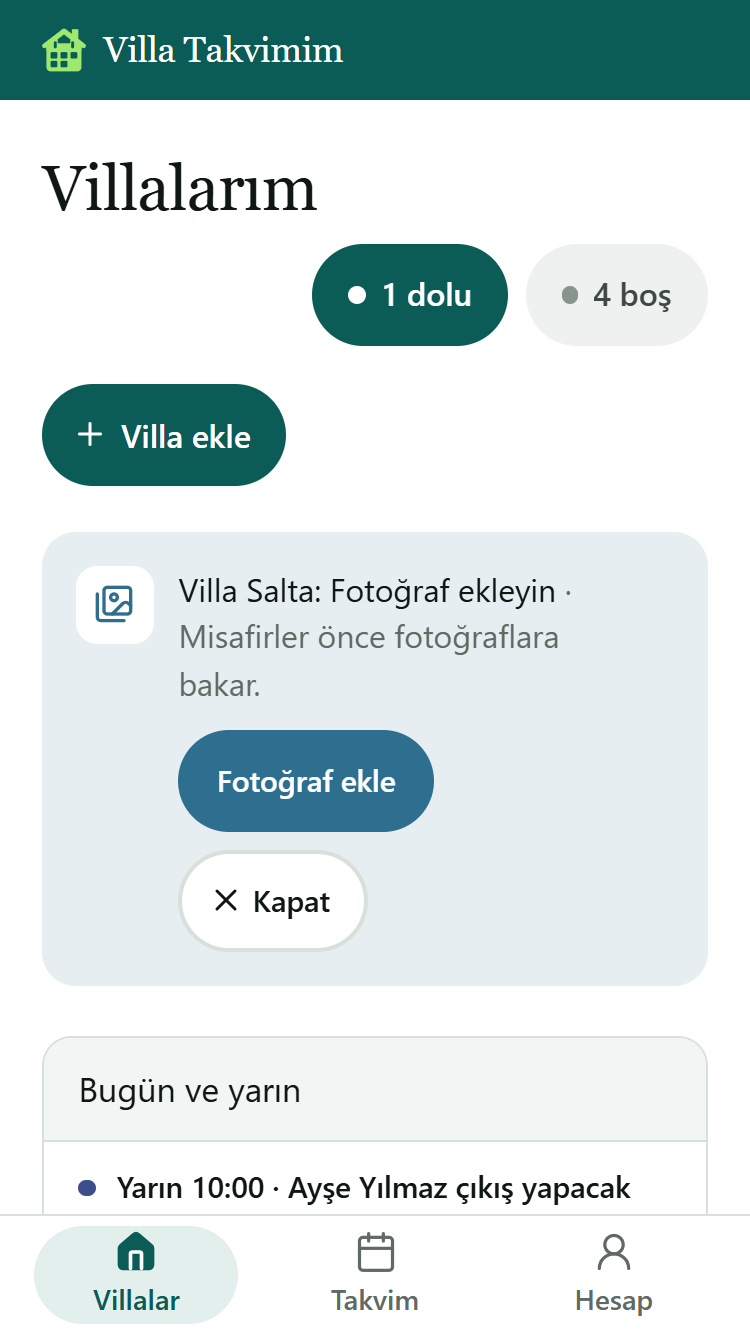 Villa Takvimim
Villalarım
1 dolu
4 boş
Villa ekle
Villa Salta: Fotoğraf ekleyin ·
Misafirler önce fotoğraflara
bakar.
Fotoğraf ekle
Kapat
Bugün ve yarın
Yarın 10:00 · Ayşe Yılmaz çıkış yapacak
Villalar
Takvim
Hesap